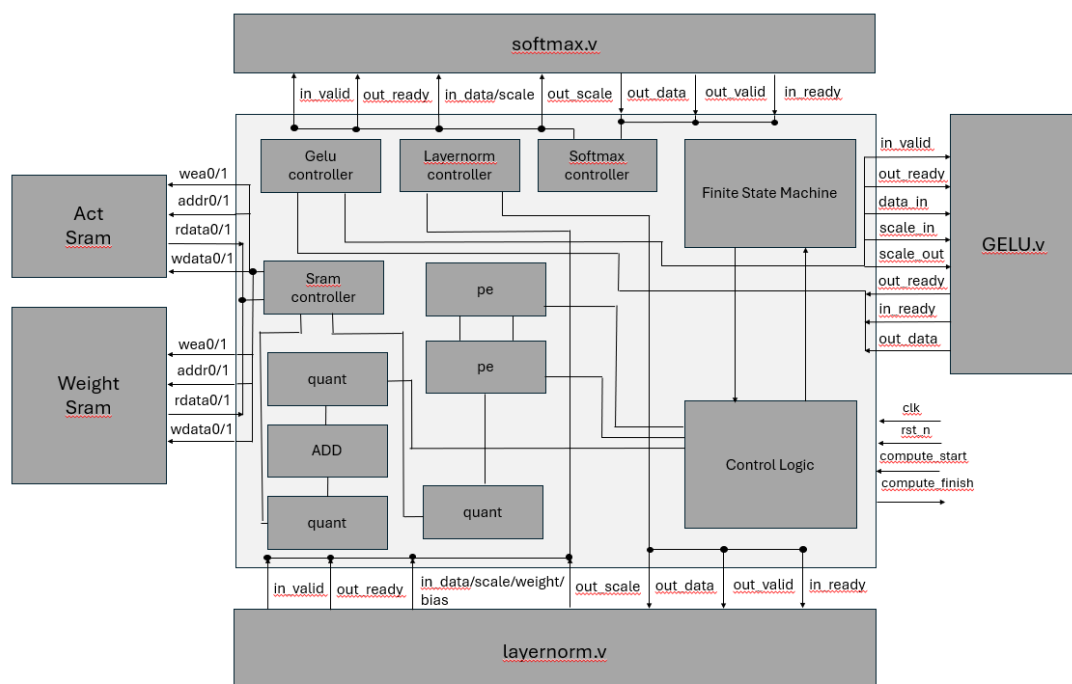 softmax.v
in_valid
out_ready
in_data/scale
out_scale
out_data
out_valid
in_ready
Gelu
controller
Layernorm
controller
Softmax
controller
Finite State Machine
in_valid
out_ready
data_in
scale_in
scale_out
out_ready
in_ready
out_data
GELU.v
Act
Sram
wea0/1
addr0/1
rdata0/1
wdata0/1
Sram
controller
pe
pe
Weight
Sram
wea0/1
addr0/1
rdata0/1
wdata0/1
quant
ADD
quant
quant
Control Logic
clk
rst_n
compute_start
compute_finish
in_valid
out_ready
in_data/scale/weight/
bias
out_scale
out_data
out_valid
in_ready
layernorm.v